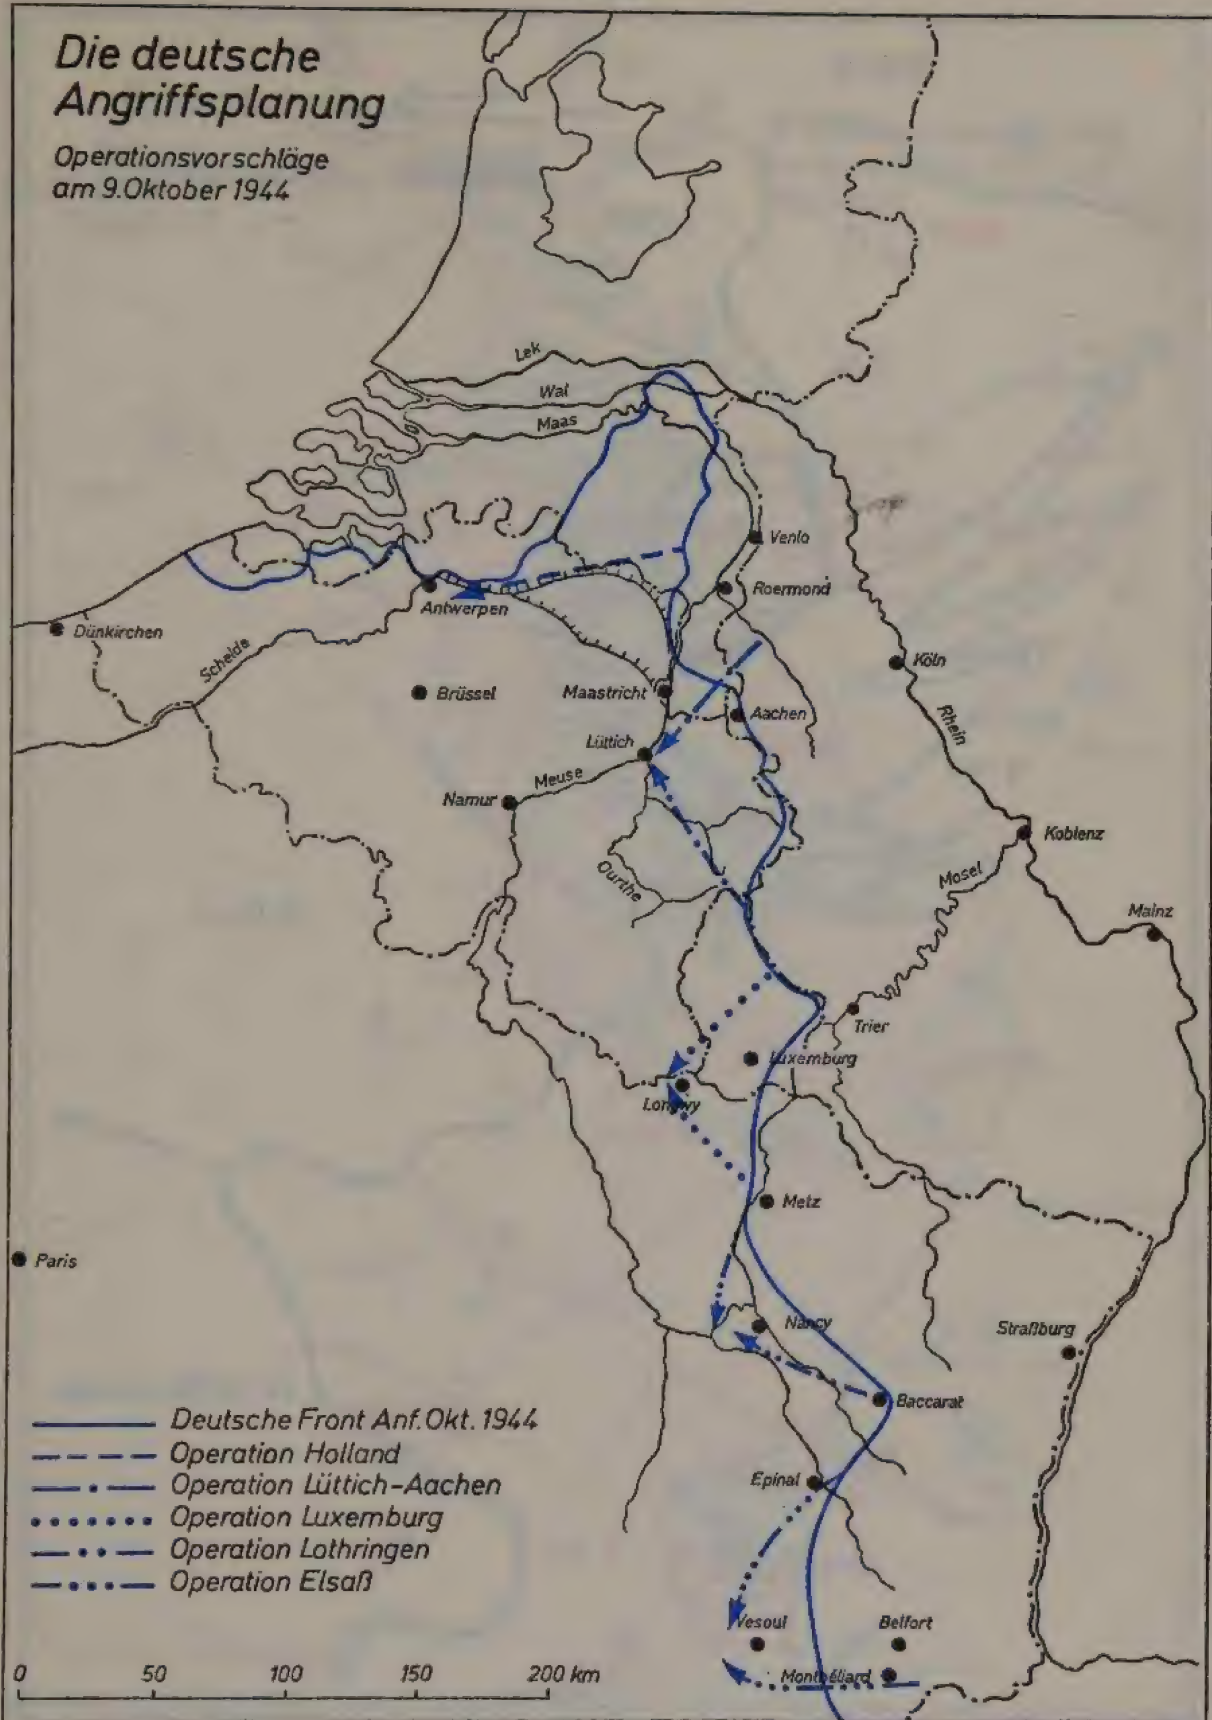 Die deutsche
Angriffsplanung
Operationsvorschläge
am 9. Oktober 1944
Lek
Wal
Maas
Venlo
Roermond
Antwerpen
Dünkirchen
Schelde
Köln
Brüssel
Maastricht
Aachen
Rhein
Lüttich
Meuse
Namur
Koblenz
Ourthe
Mosel
Mainz
Trier
Luxemburg
Longwy
Metz
Paris
Nancy
Straßburg
Baccarat
Epinal
Vesoul
Belfort
Montbéliard
Deutsche Front Anf. Okt. 1944
Operation Holland
Operation Lüttich-Aachen
Operation Luxemburg
Operation Lothringen
Operation Elsaß
0 50 100 150 200 km